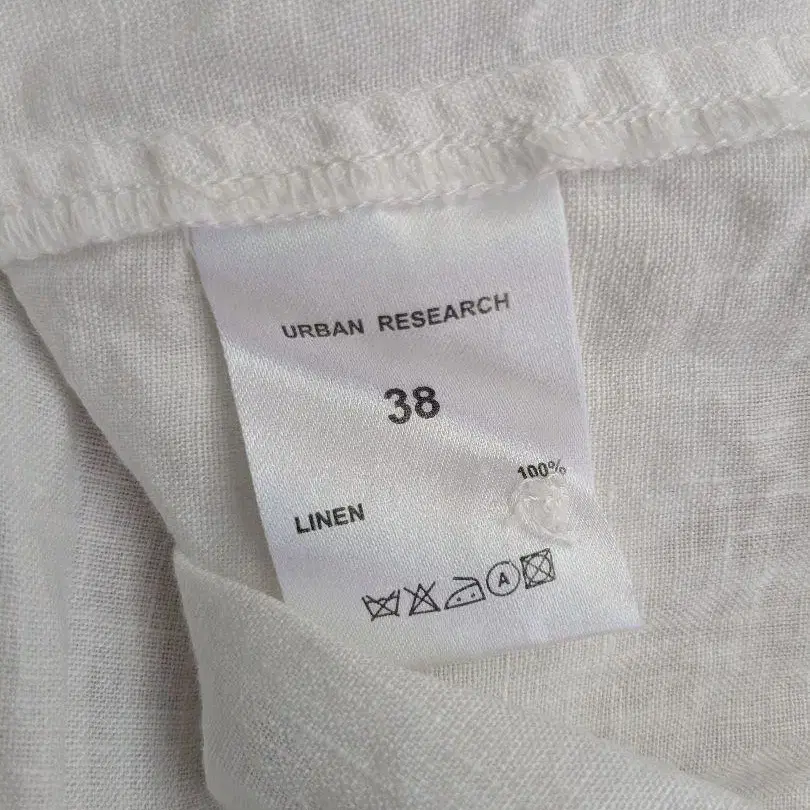 URBAN RESEARCH
38
100%
LINEN
A